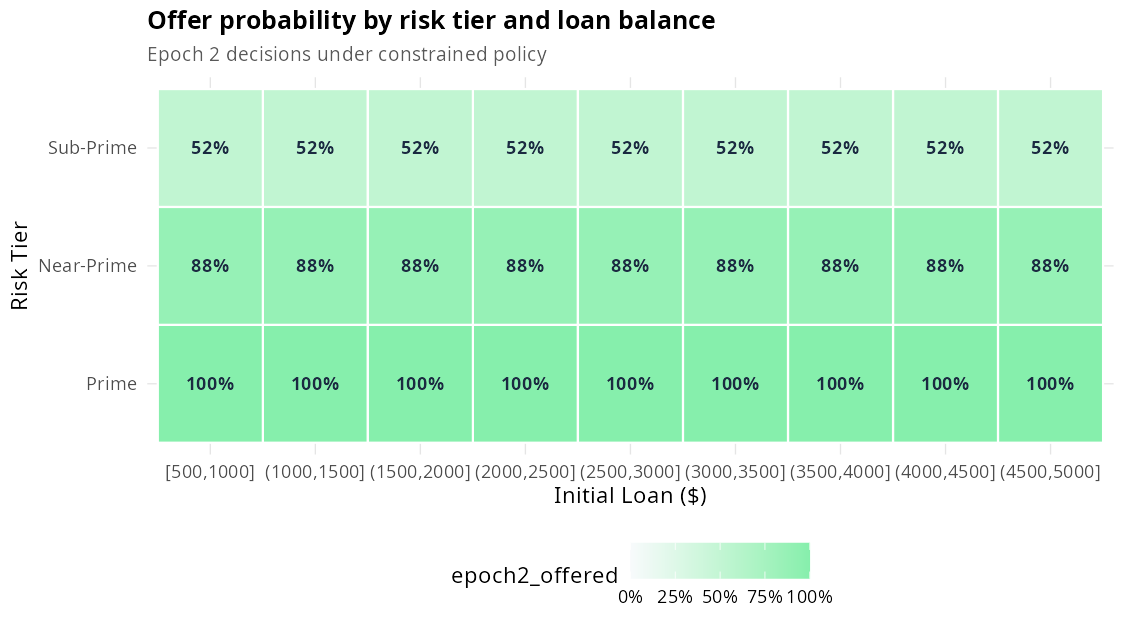 Offer probability by risk tier and loan balance
Epoch 2 decisions under constrained policy
Risk Tier
Sub-Prime 52% 52% 52% 52% 52% 52% 52% 52% 52%
Near-Prime 88% 88% 88% 88% 88% 88% 88% 88% 88%
Prime 100% 100% 100% 100% 100% 100% 100% 100% 100%
[500,1000] (1000,1500] (1500,2000] (2000,2500] (2500,3000] (3000,3500] (3500,4000] (4000,4500] (4500,5000]
Initial Loan ($)
epoch2_offered
0% 25% 50% 75% 100%